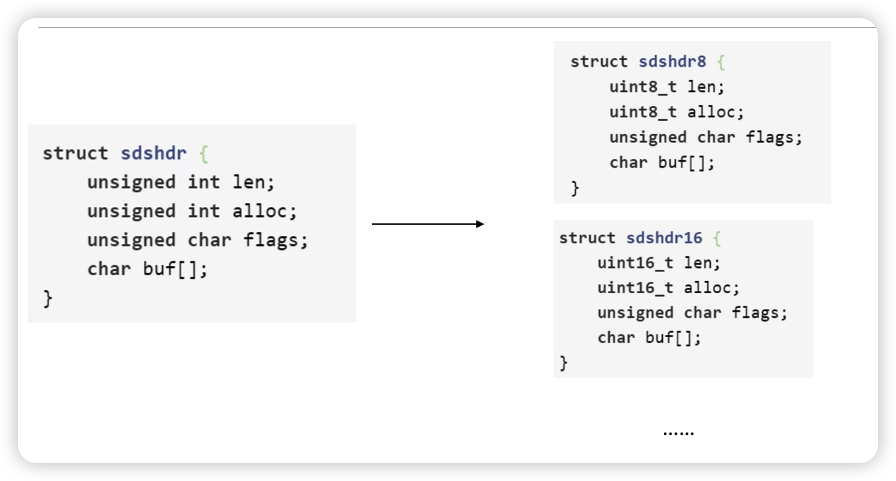 struct sdshdr {
unsigned int len;
unsigned int alloc;
unsigned char flags;
char buf[];
}
struct sdshdr8 {
uint8_t len;
uint8_t alloc;
unsigned char flags;
char buf[];
}
struct sdshdr16 {
uint16_t len;
uint16_t alloc;
unsigned char flags;
char buf[];
}
......